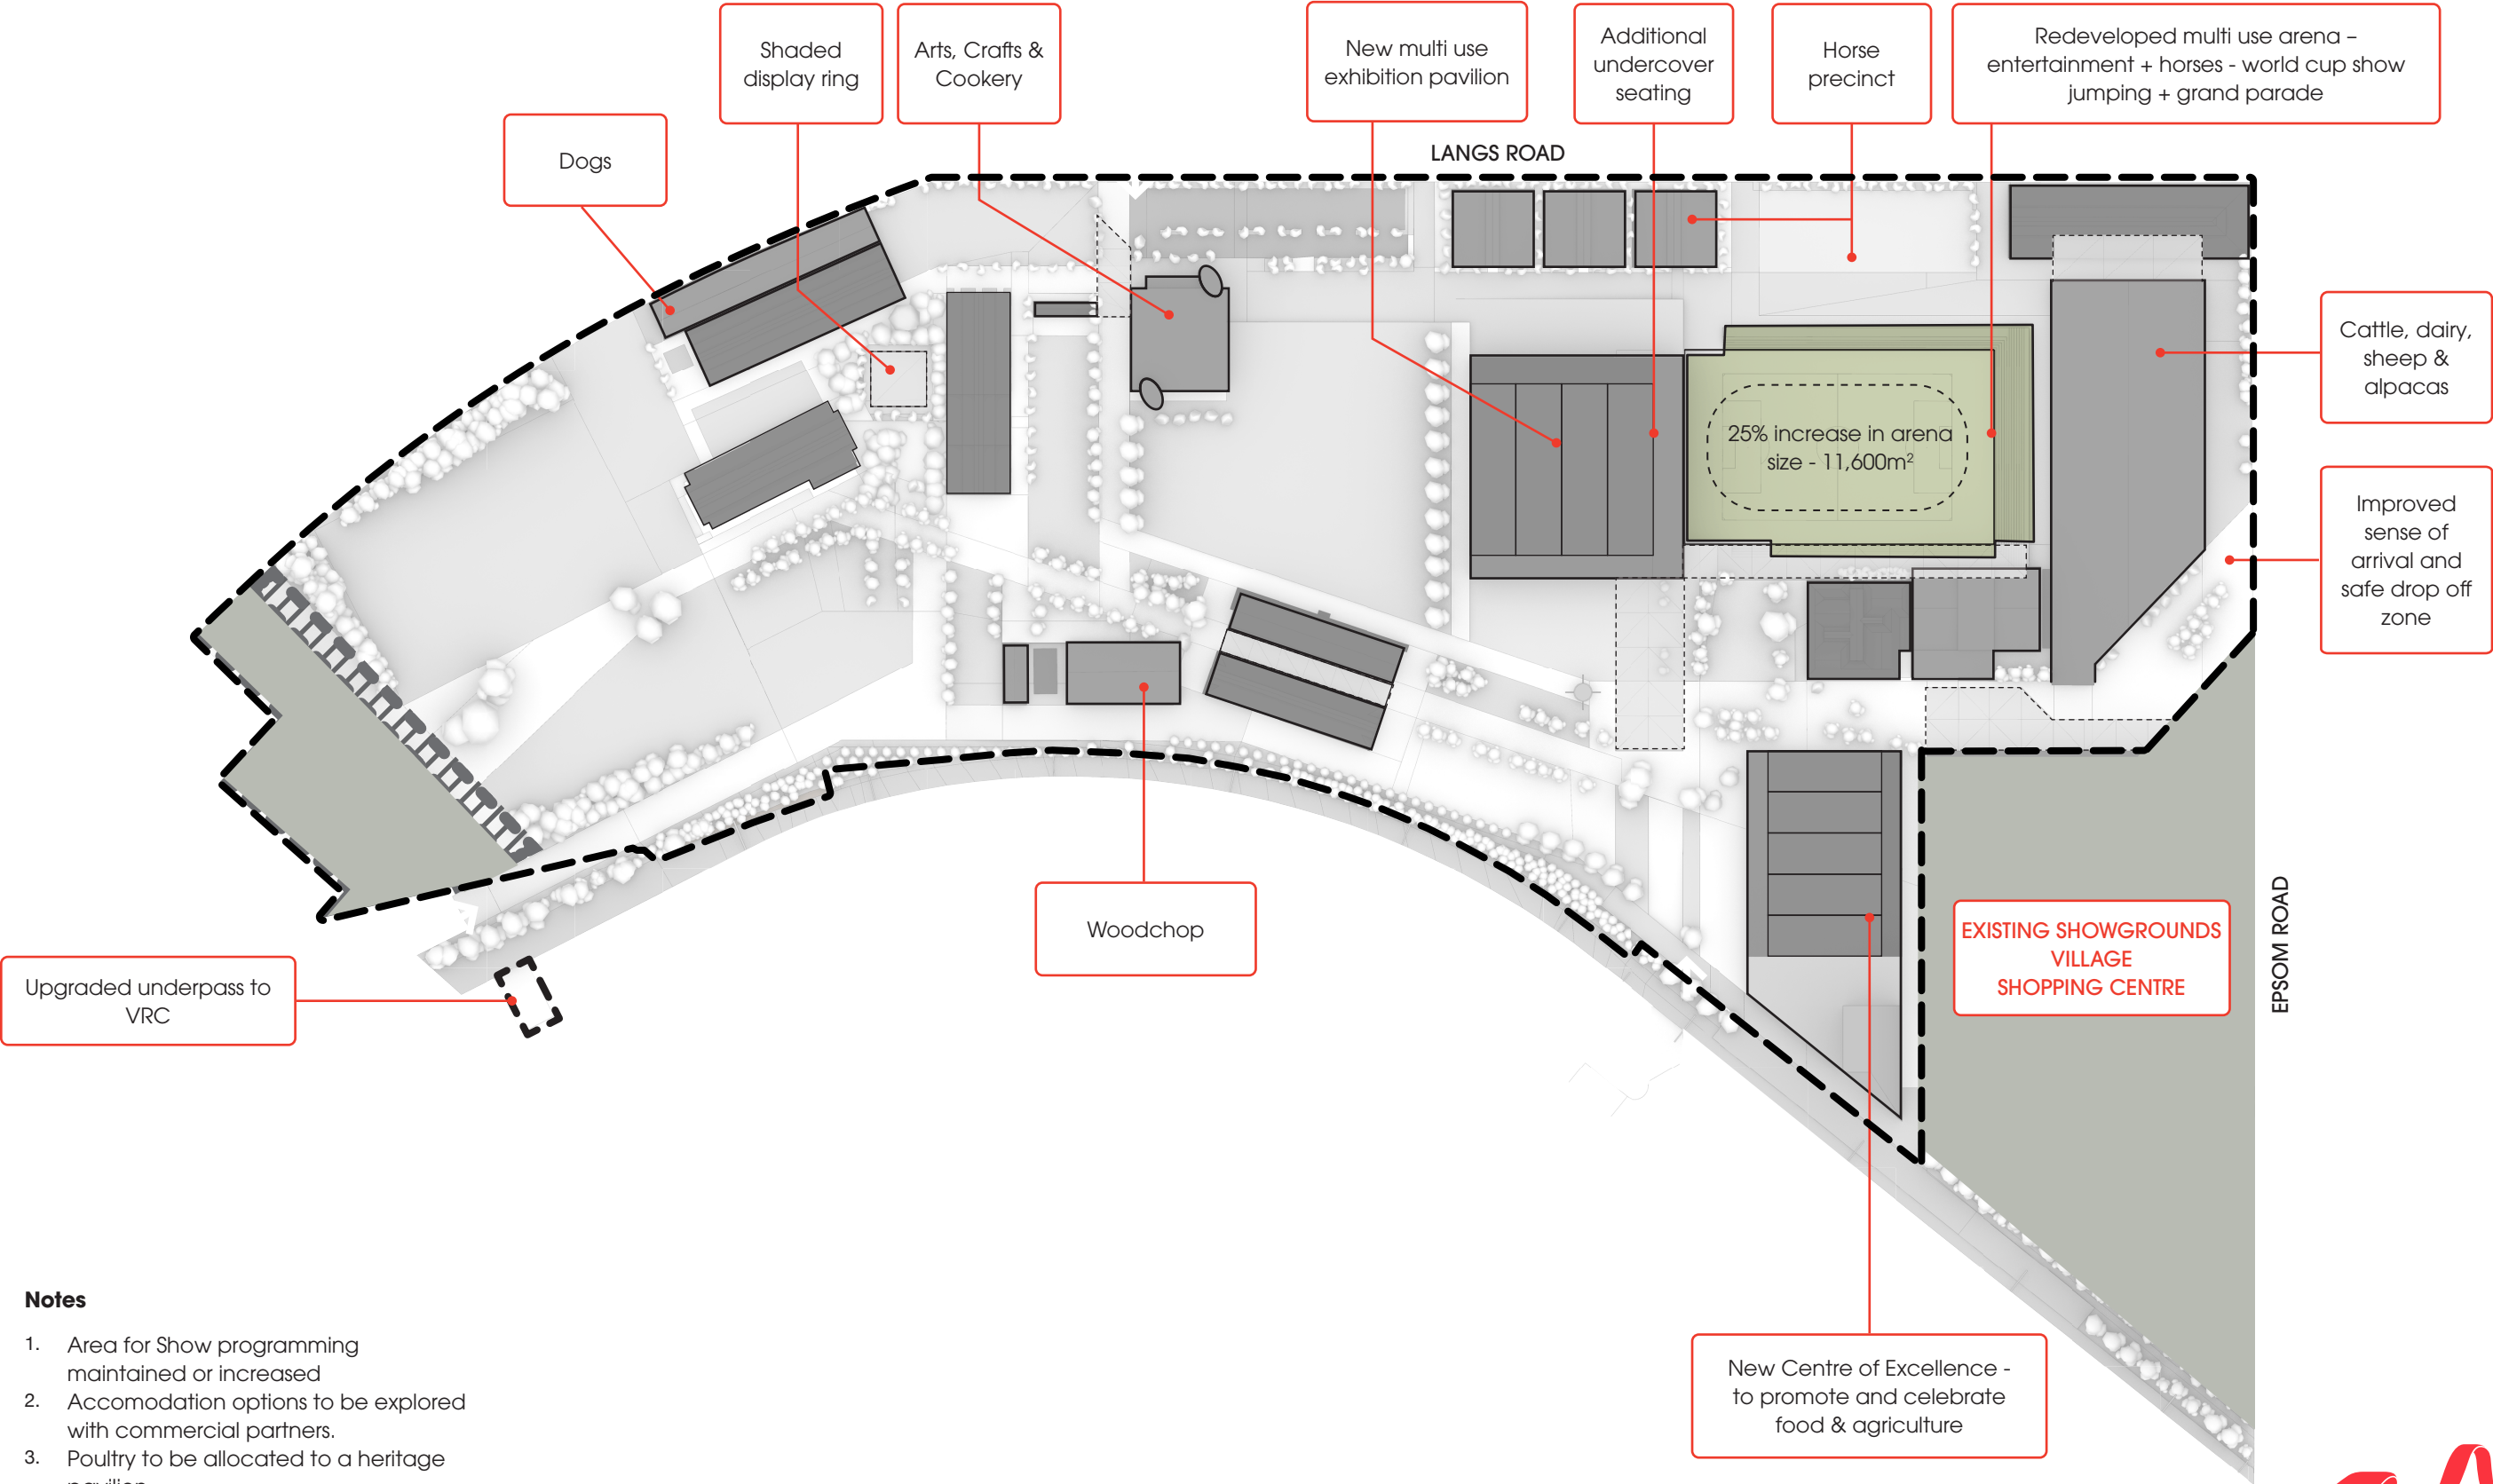 Shaded
display ring
Arts, Crafts &
Cookery
New multi use
exhibition pavilion
Additional
undercover
seating
Horse
precinct
Redeveloped multi use arena –
entertainment + horses - world cup show
jumping + grand parade
Dogs
LANGS ROAD
Cattle, dairy,
sheep &
alpacas
25% increase in arena
size - 11,600m²
Improved
sense of
arrival and
safe drop off
zone
Woodchop
EXISTING SHOWGROUNDS
VILLAGE
SHOPPING CENTRE
EPSOM ROAD
Upgraded underpass to
VRC
New Centre of Excellence -
to promote and celebrate
food & agriculture
Notes
1. Area for Show programming
maintained or increased
2. Accomodation options to be explored
with commercial partners.
3. Poultry to be allocated to a heritage